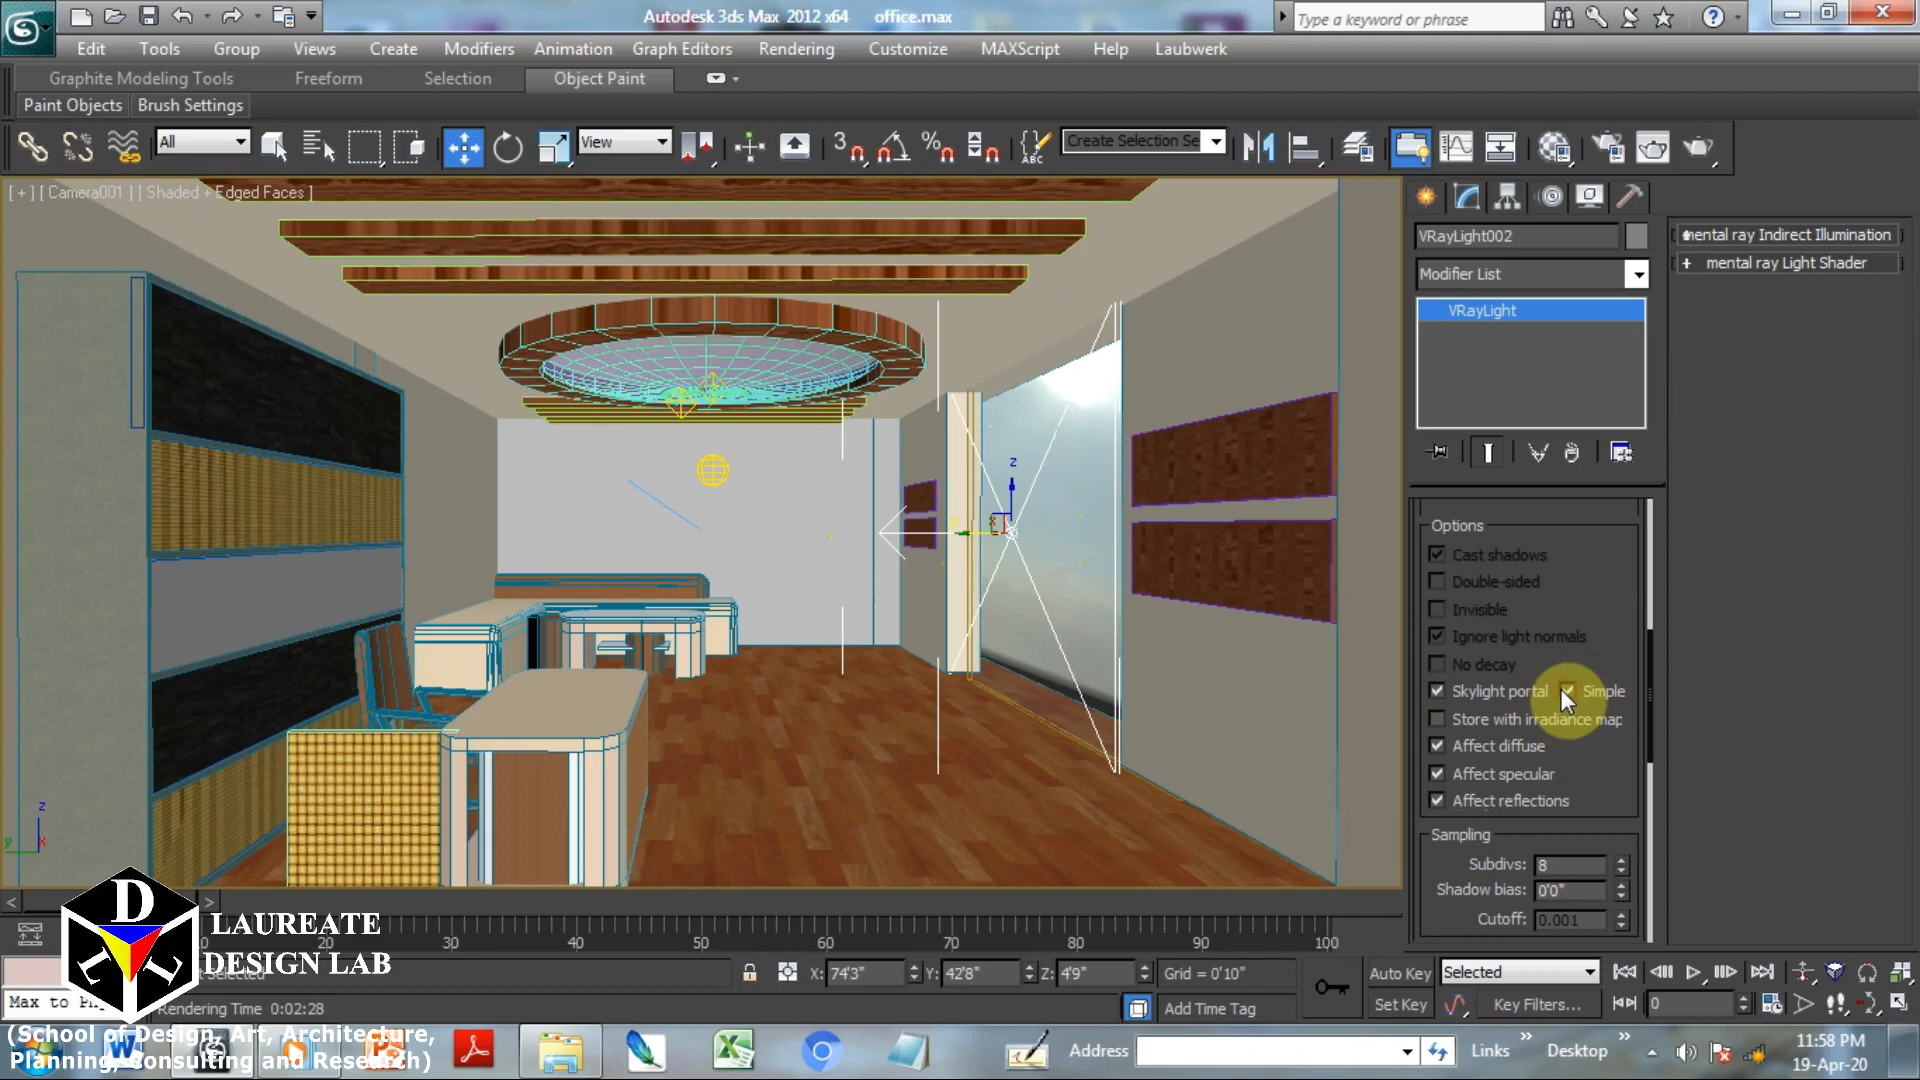 Autodesk 3ds Max 2012 x64 office.max
Type a keyword or phrase
Edit Tools Group Views Create Modifiers Animation Graph Editors Rendering Customize MAXScript Help Laubwerk
Graphite Modeling Tools Freeform Selection Object Paint
Paint Objects Brush Settings
All View 3 % ABC Create Selection Se
[ + ] [ Camera001 ] [ Shaded + Edged Faces ]
VRayLight002
Modifier List
VRayLight
mental ray Indirect Illumination
+ mental ray Light Shader
Options
Cast shadows
Double-sided
Invisible
Ignore light normals
No decay
Skylight portal Simple
Store with irradiance map
Affect diffuse
Affect specular
Affect reflections
Sampling
Subdivs: 8
Shadow bias: 0'0"
Cutoff: 0.001
z
y
x
z
y
x
< >
10 20 30 40 50 60 70 80 90 100
D
LAUREATE
DESIGN LAB
Selected X: 74'3" Y: 42'8" Z: 4'9" Grid = 0'10" Auto Key Selected
Max to Rendering Time 0:02:28 Add Time Tag Set Key Key Filters... 0
(School of Design, Art, Architecture,
Planning, Consulting and Research)
Address Links Desktop
11:58 PM
19-Apr-20